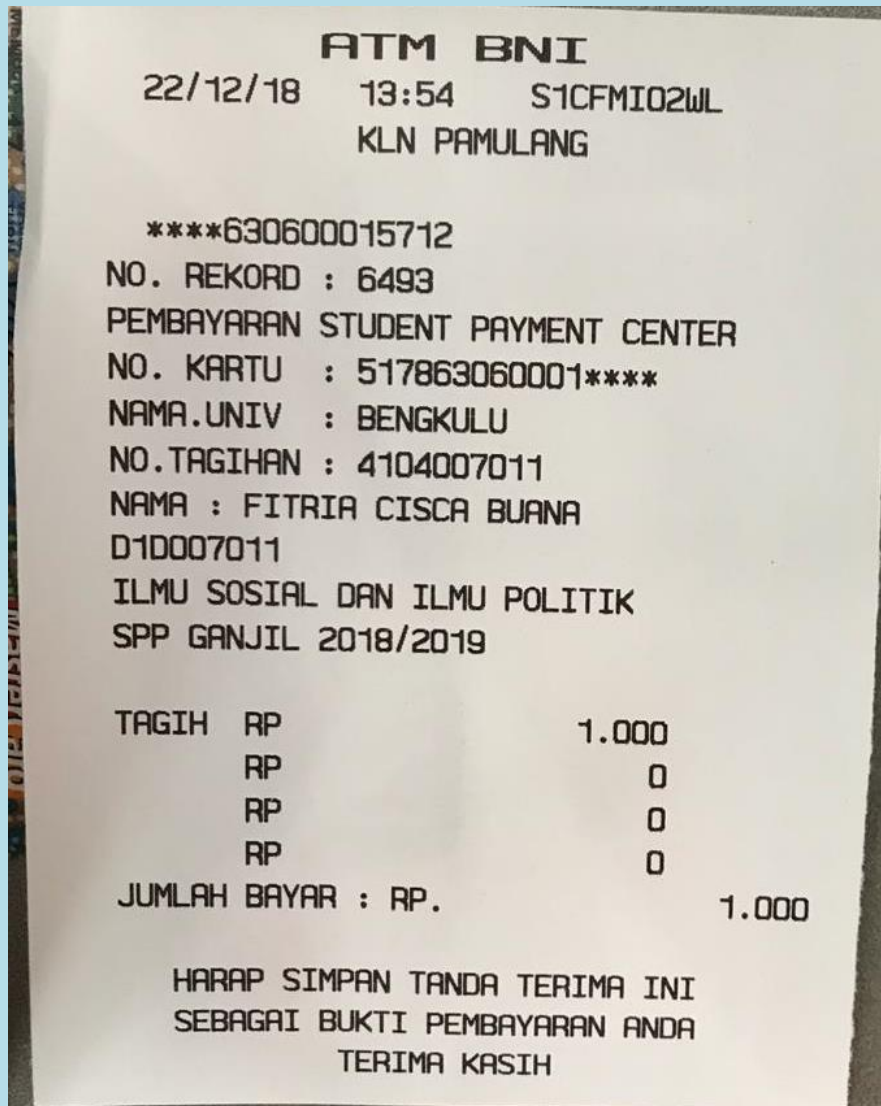 ATM BNI
22/12/18 13:54 S1CFMI02WL
KLN PAMULANG
****630600015712
NO. REKORD : 6493
PEMBAYARAN STUDENT PAYMENT CENTER
NO. KARTU : 517863060001****
NAMA.UNIV : BENGKULU
NO.TAGIHAN : 4104007011
NAMA : FITRIA CISCA BUANA
D1D007011
ILMU SOSIAL DAN ILMU POLITIK
SPP GANJIL 2018/2019
TAGIH RP 1.000
RP 0
RP 0
RP 0
JUMLAH BAYAR : RP. 1.000
HARAP SIMPAN TANDA TERIMA INI
SEBAGAI BUKTI PEMBAYARAN ANDA
TERIMA KASIH